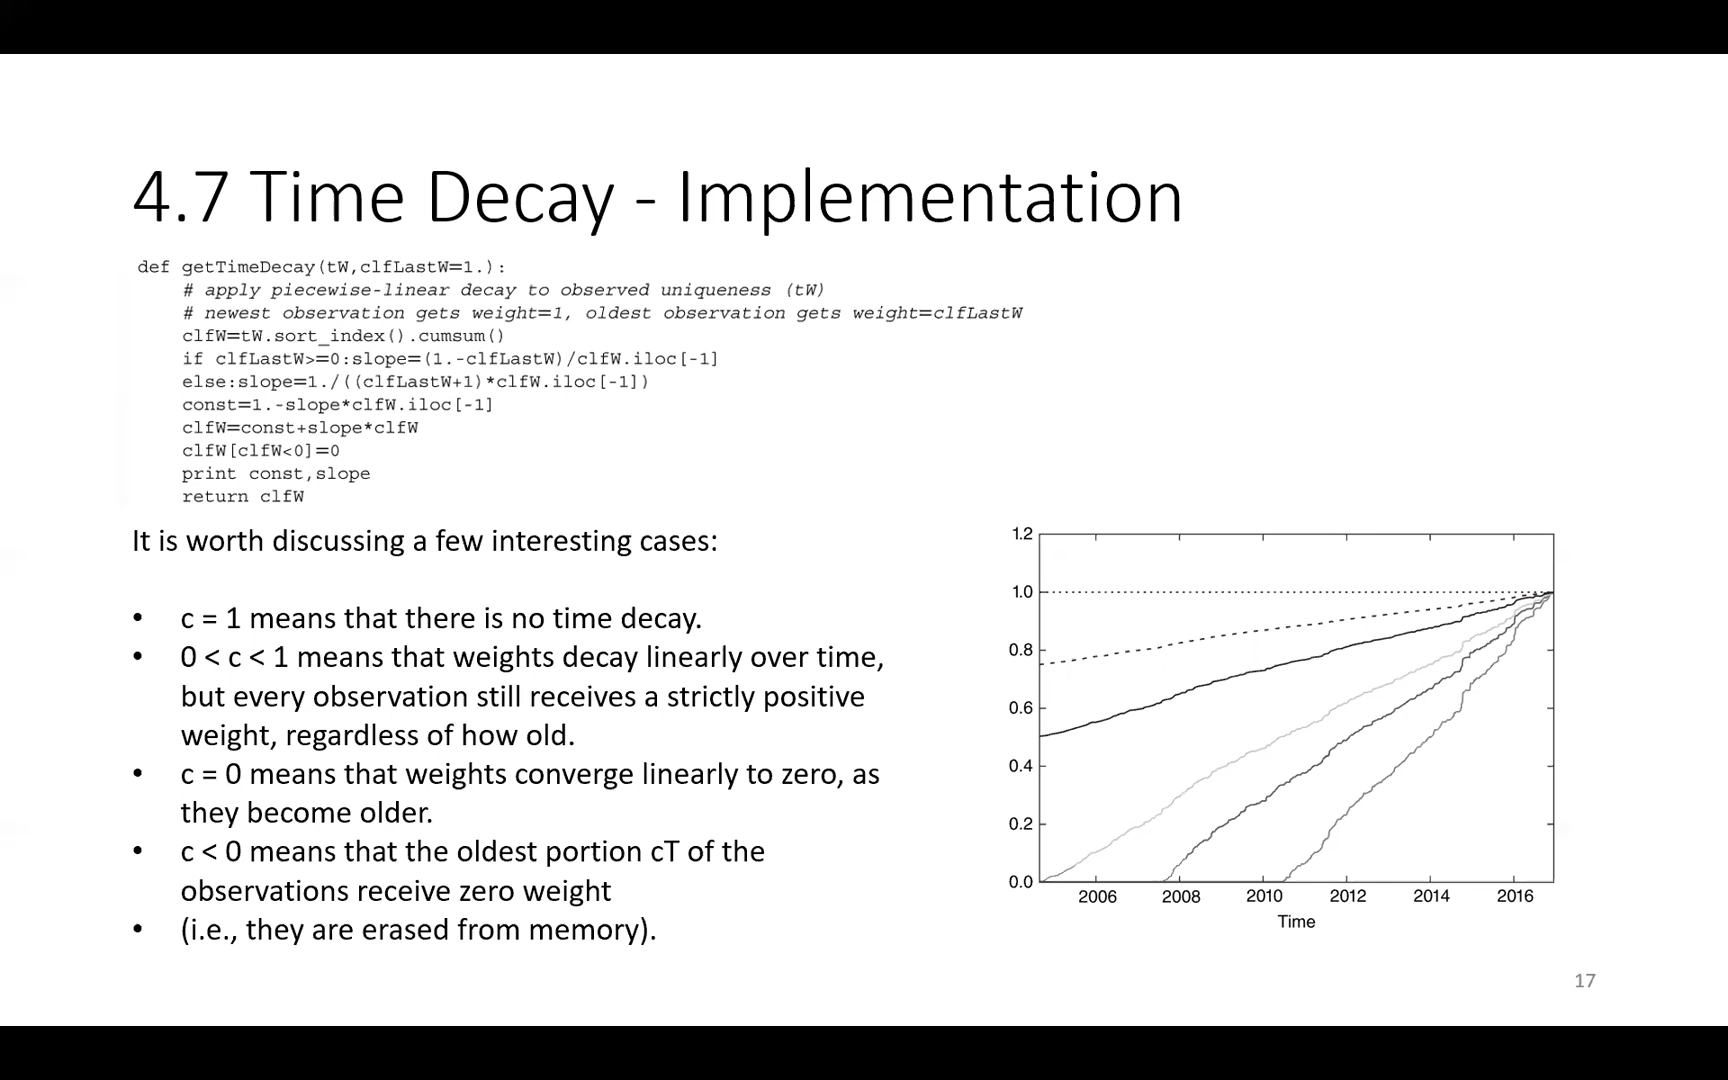 4.7 Time Decay - Implementation
def getTimeDecay(tW,clfLastW=1.):
# apply piecewise-linear decay to observed uniqueness (tW)
# newest observation gets weight=1, oldest observation gets weight=clfLastW
clfW=tW.sort_index().cumsum()
if clfLastW>=0:slope=(1.-clfLastW)/clfW.iloc[-1]
else:slope=1./((clfLastW+1)*clfW.iloc[-1])
const=1.-slope*clfW.iloc[-1]
clfW=const+slope*clfW
clfW[clfW<0]=0
print const,slope
return clfW
It is worth discussing a few interesting cases:
• c = 1 means that there is no time decay.
• 0 < c < 1 means that weights decay linearly over time,
but every observation still receives a strictly positive
weight, regardless of how old.
• c = 0 means that weights converge linearly to zero, as
they become older.
• c < 0 means that the oldest portion cT of the
observations receive zero weight
• (i.e., they are erased from memory).
1.2
1.0
0.8
0.6
0.4
0.2
0.0
2006 2008 2010 2012 2014 2016
Time
17